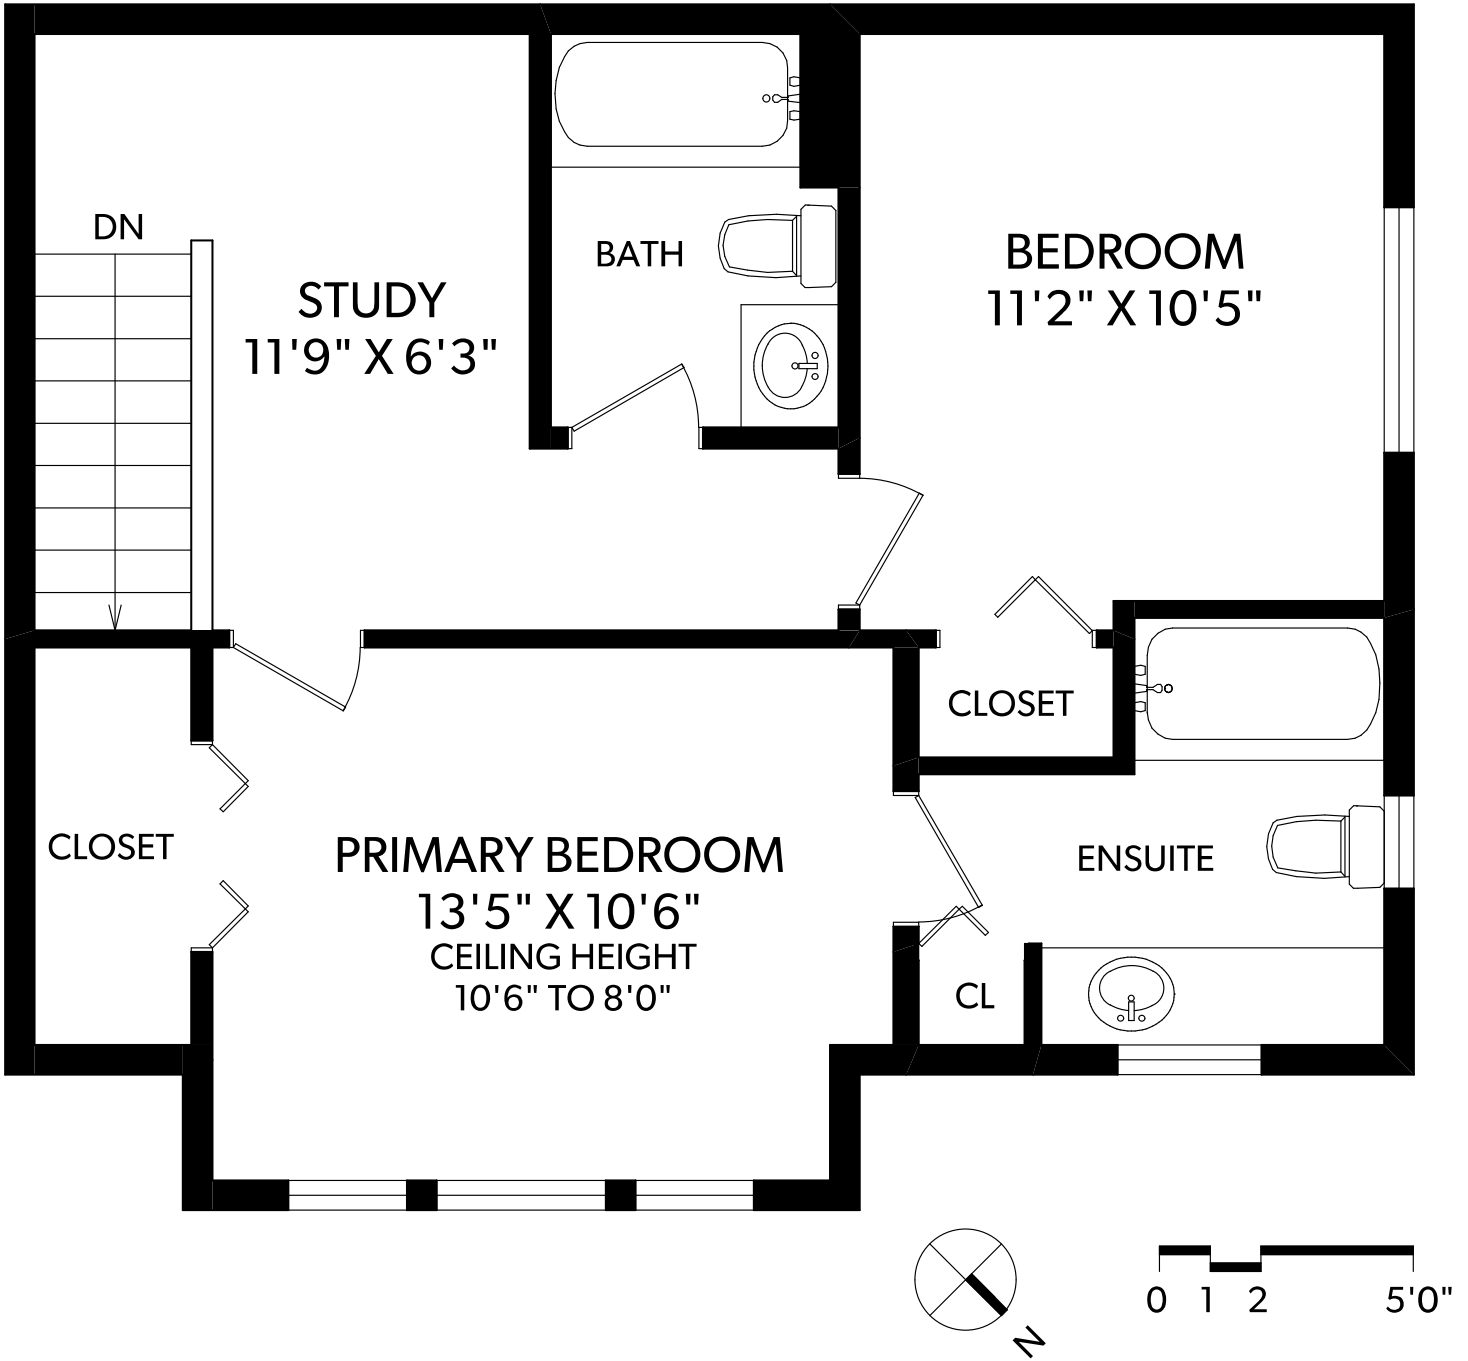 DN
STUDY
11'9" X 6'3"
BATH
BEDROOM
11'2" X 10'5"
CLOSET
CLOSET
PRIMARY BEDROOM
13'5" X 10'6"
CEILING HEIGHT
10'6" TO 8'0"
ENSUITE
CL
N
0 1 2 5'0"